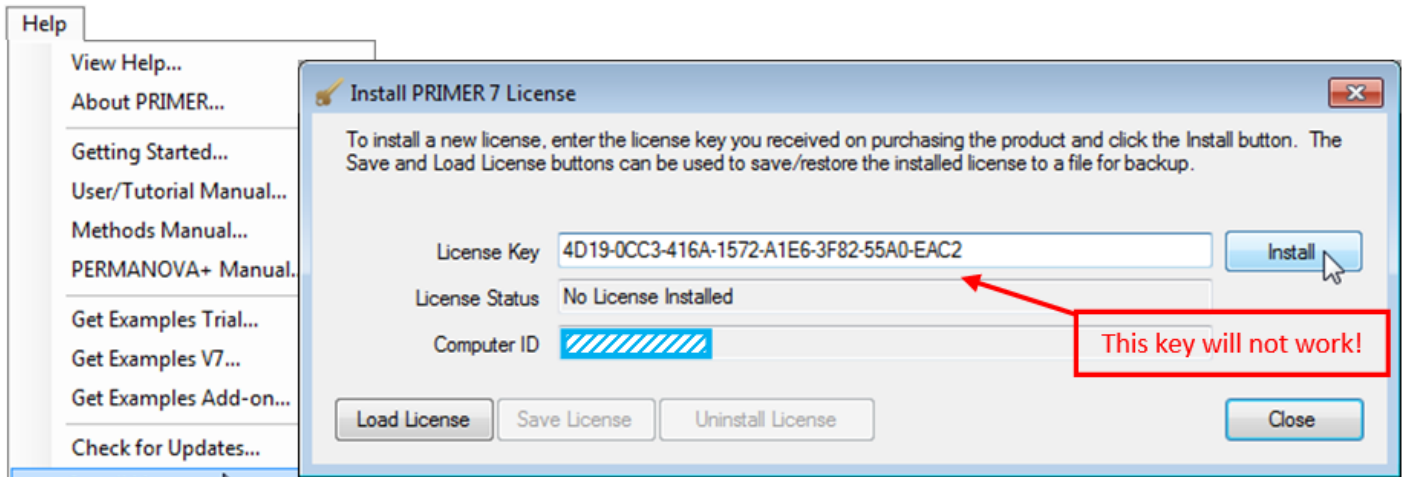 Help
View Help...
About PRIMER...
Getting Started...
User/Tutorial Manual...
Methods Manual...
PERMANOVA+ Manual..
Get Examples Trial...
Get Examples V7...
Get Examples Add-on...
Check for Updates...
Install PRIMER 7 License
To install a new license, enter the license key you received on purchasing the product and click the Install button. The
Save and Load License buttons can be used to save/restore the installed license to a file for backup.
License Key 4D19-0CC3-416A-1572-A1E6-3F82-55A0-EAC2 Install
License Status No License Installed
Computer ID
This key will not work!
Load License Save License Uninstall License Close